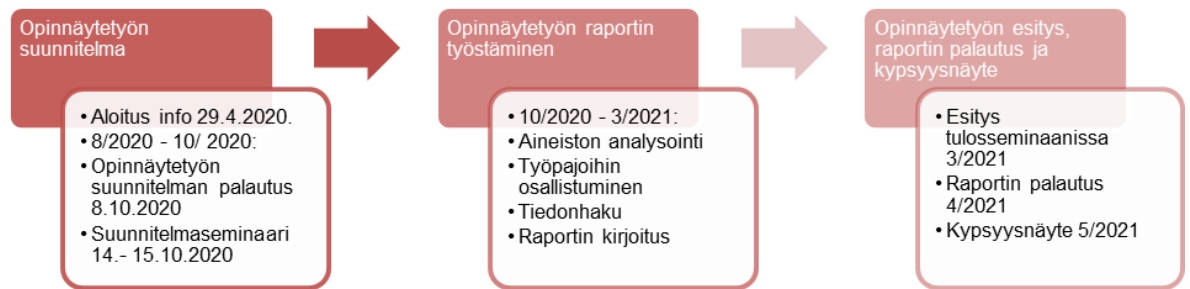 Opinnäytetyön
suunnitelma
• Aloitus info 29.4.2020.
• 8/2020 - 10/ 2020:
• Opinnäytetyön
suunnitelman palautus
8.10.2020
• Suunnitelmaseminaari
14.- 15.10.2020
Opinnäytetyön raportin
työstäminen
• 10/2020 - 3/2021:
• Aineiston analysointi
• Työpajoihin
osallistuminen
• Tiedonhaku
• Raportin kirjoitus
Opinnäytetyön esitys,
raportin palautus ja
kypsyysnäyte
• Esitys
tulosseminaanissa
3/2021
• Raportin palautus
4/2021
• Kypsyysnäyte 5/2021